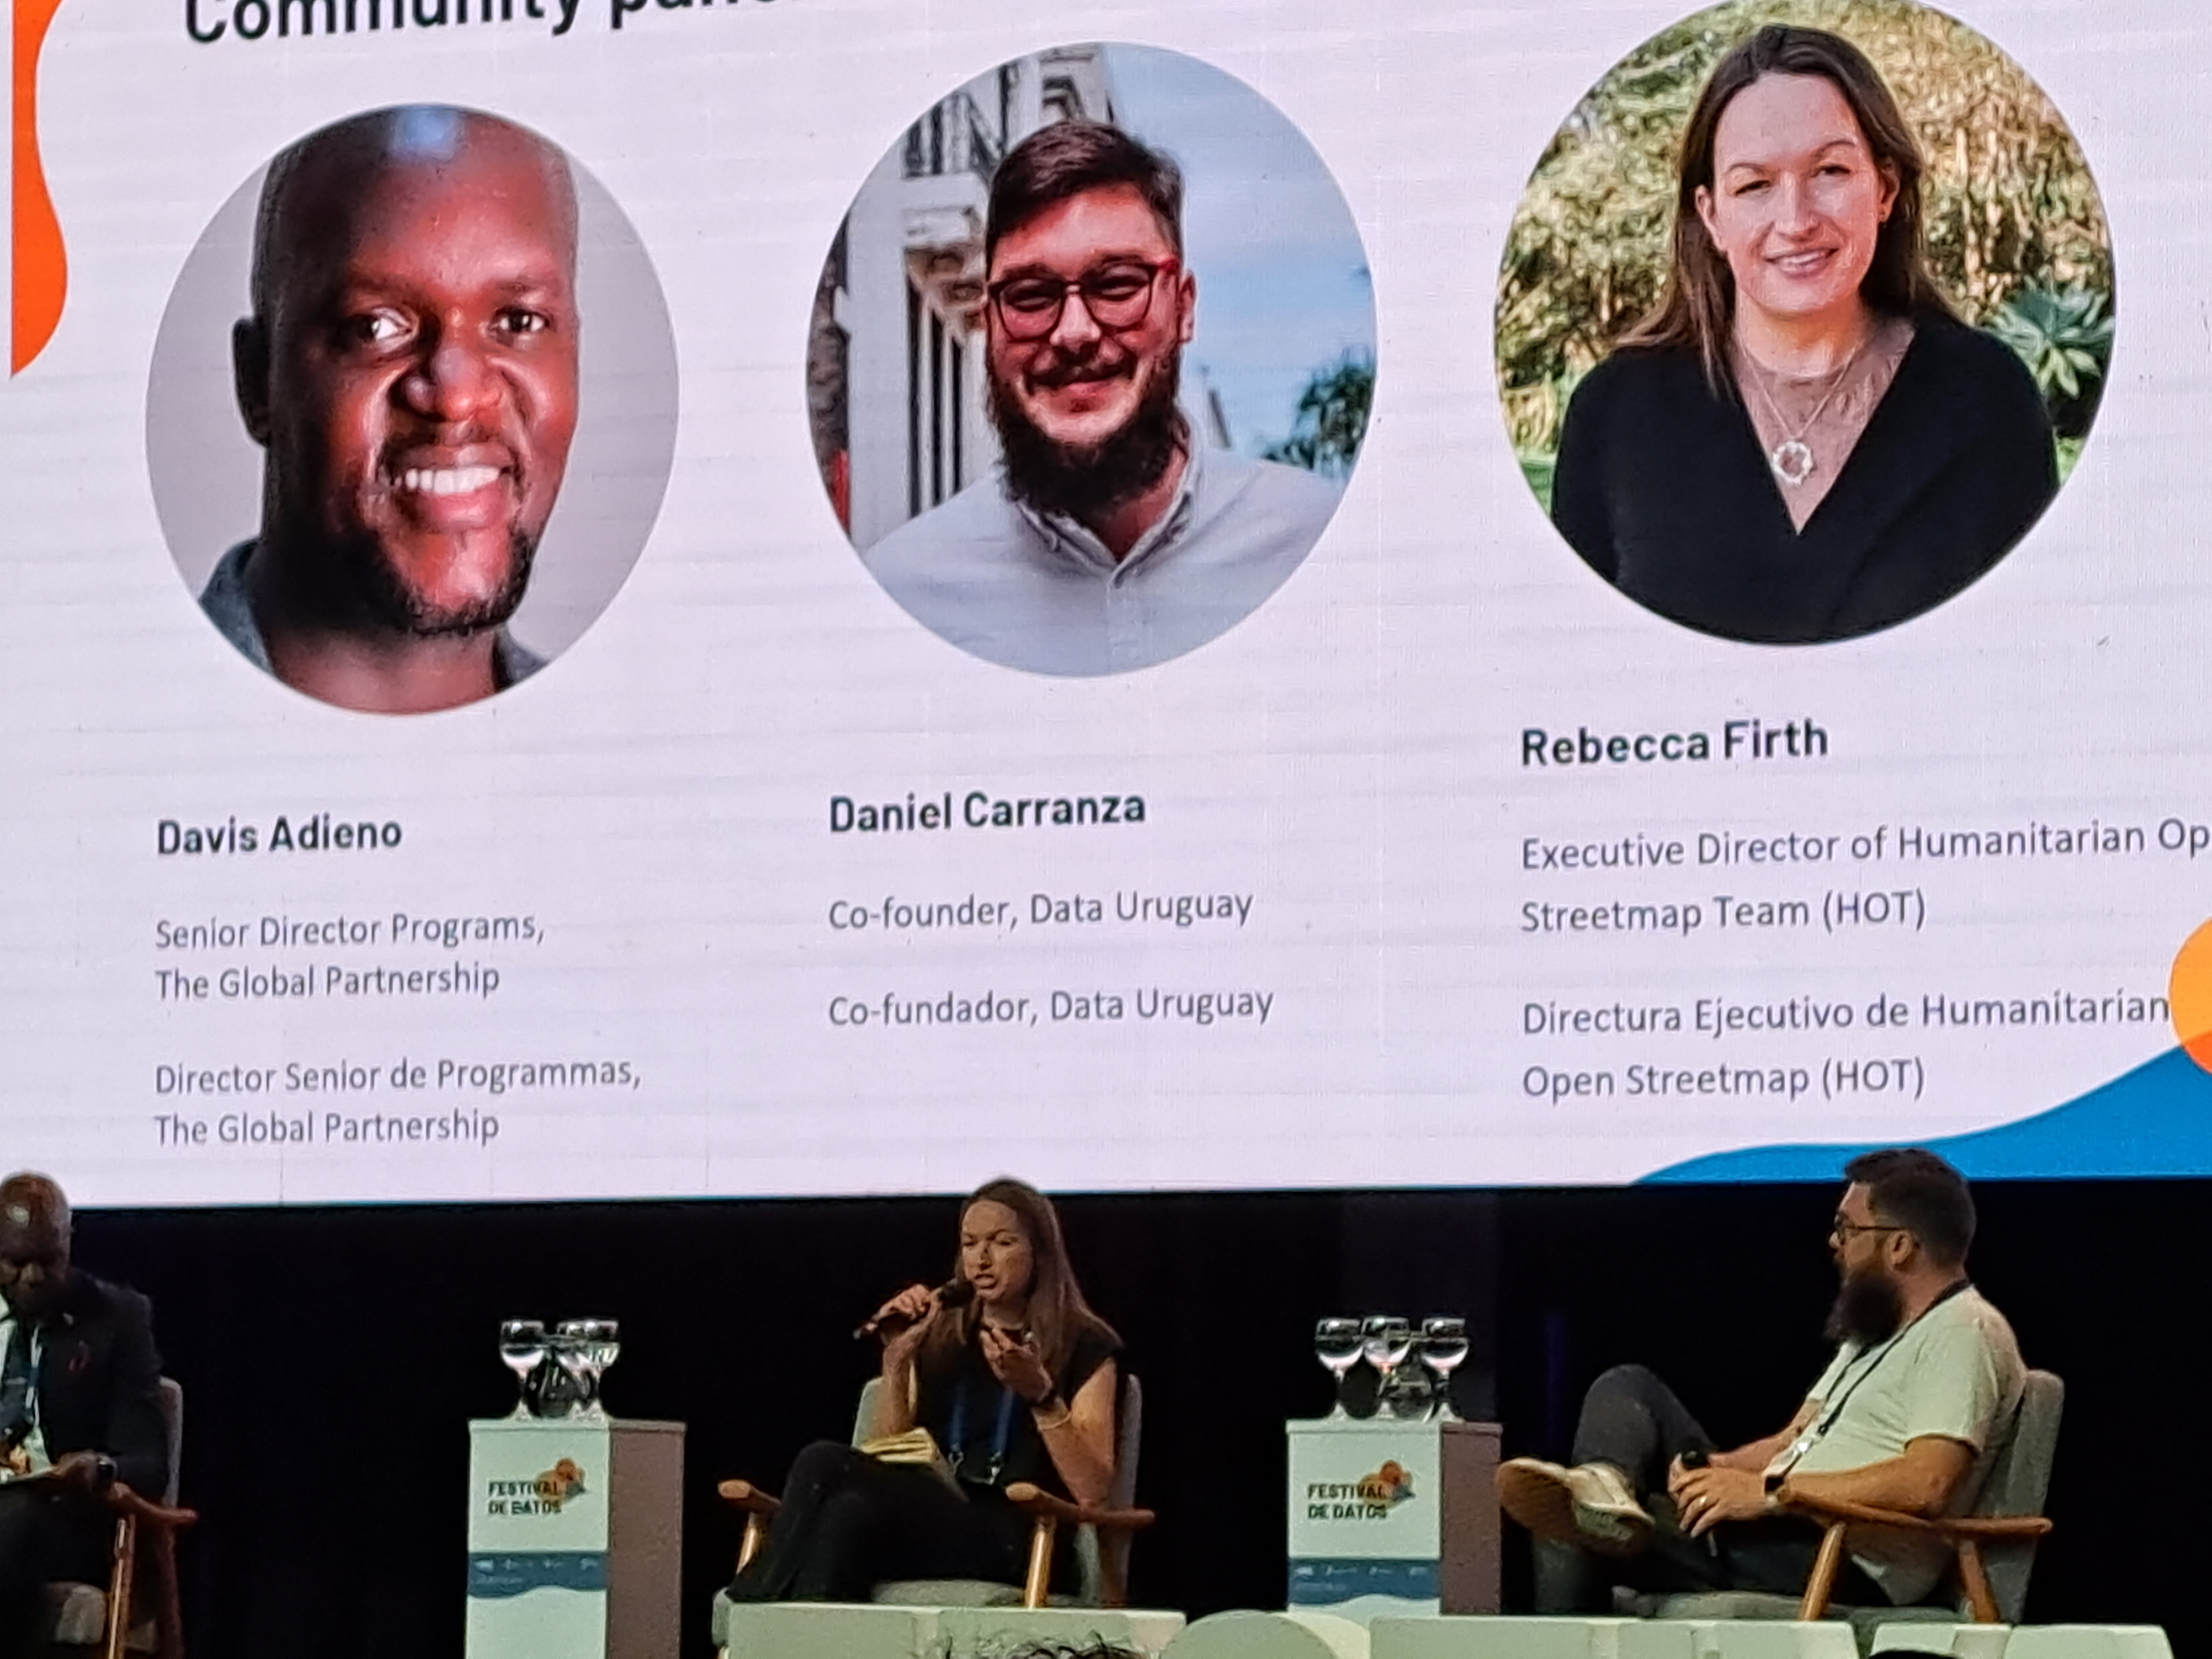 Community
Davis Adieno
Senior Director Programs,
The Global Partnership
Director Senior de Programmas,
The Global Partnership
Daniel Carranza
Co-founder, Data Uruguay
Co-fundador, Data Uruguay
Rebecca Firth
Executive Director of Humanitarian Op
Streetmap Team (HOT)
Directura Ejecutivo de Humanitarian
Open Streetmap (HOT)
FESTIVAL
DE DATOS
FESTIVAL
DE DATOS